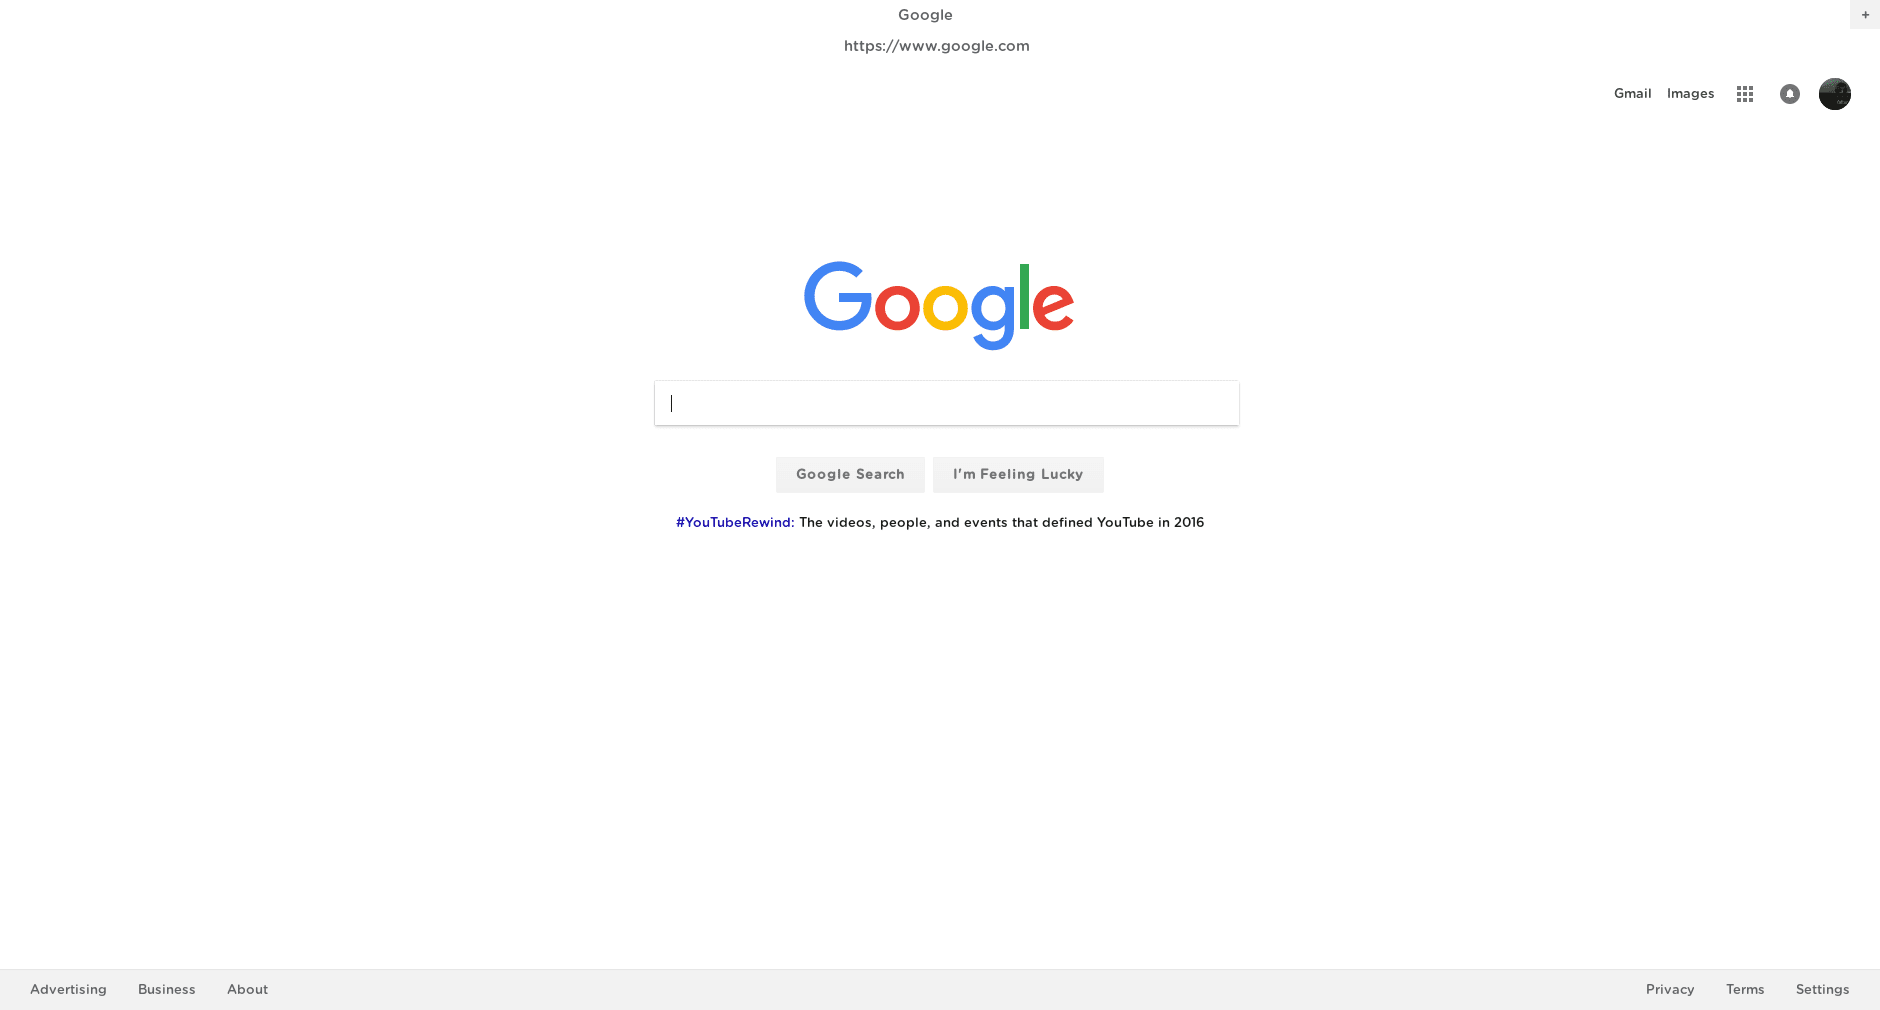 Google
+
https://www.google.com
Gmail Images
Google
Google Search I'm Feeling Lucky
#YouTubeRewind: The videos, people, and events that defined YouTube in 2016
Advertising Business About Privacy Terms Settings